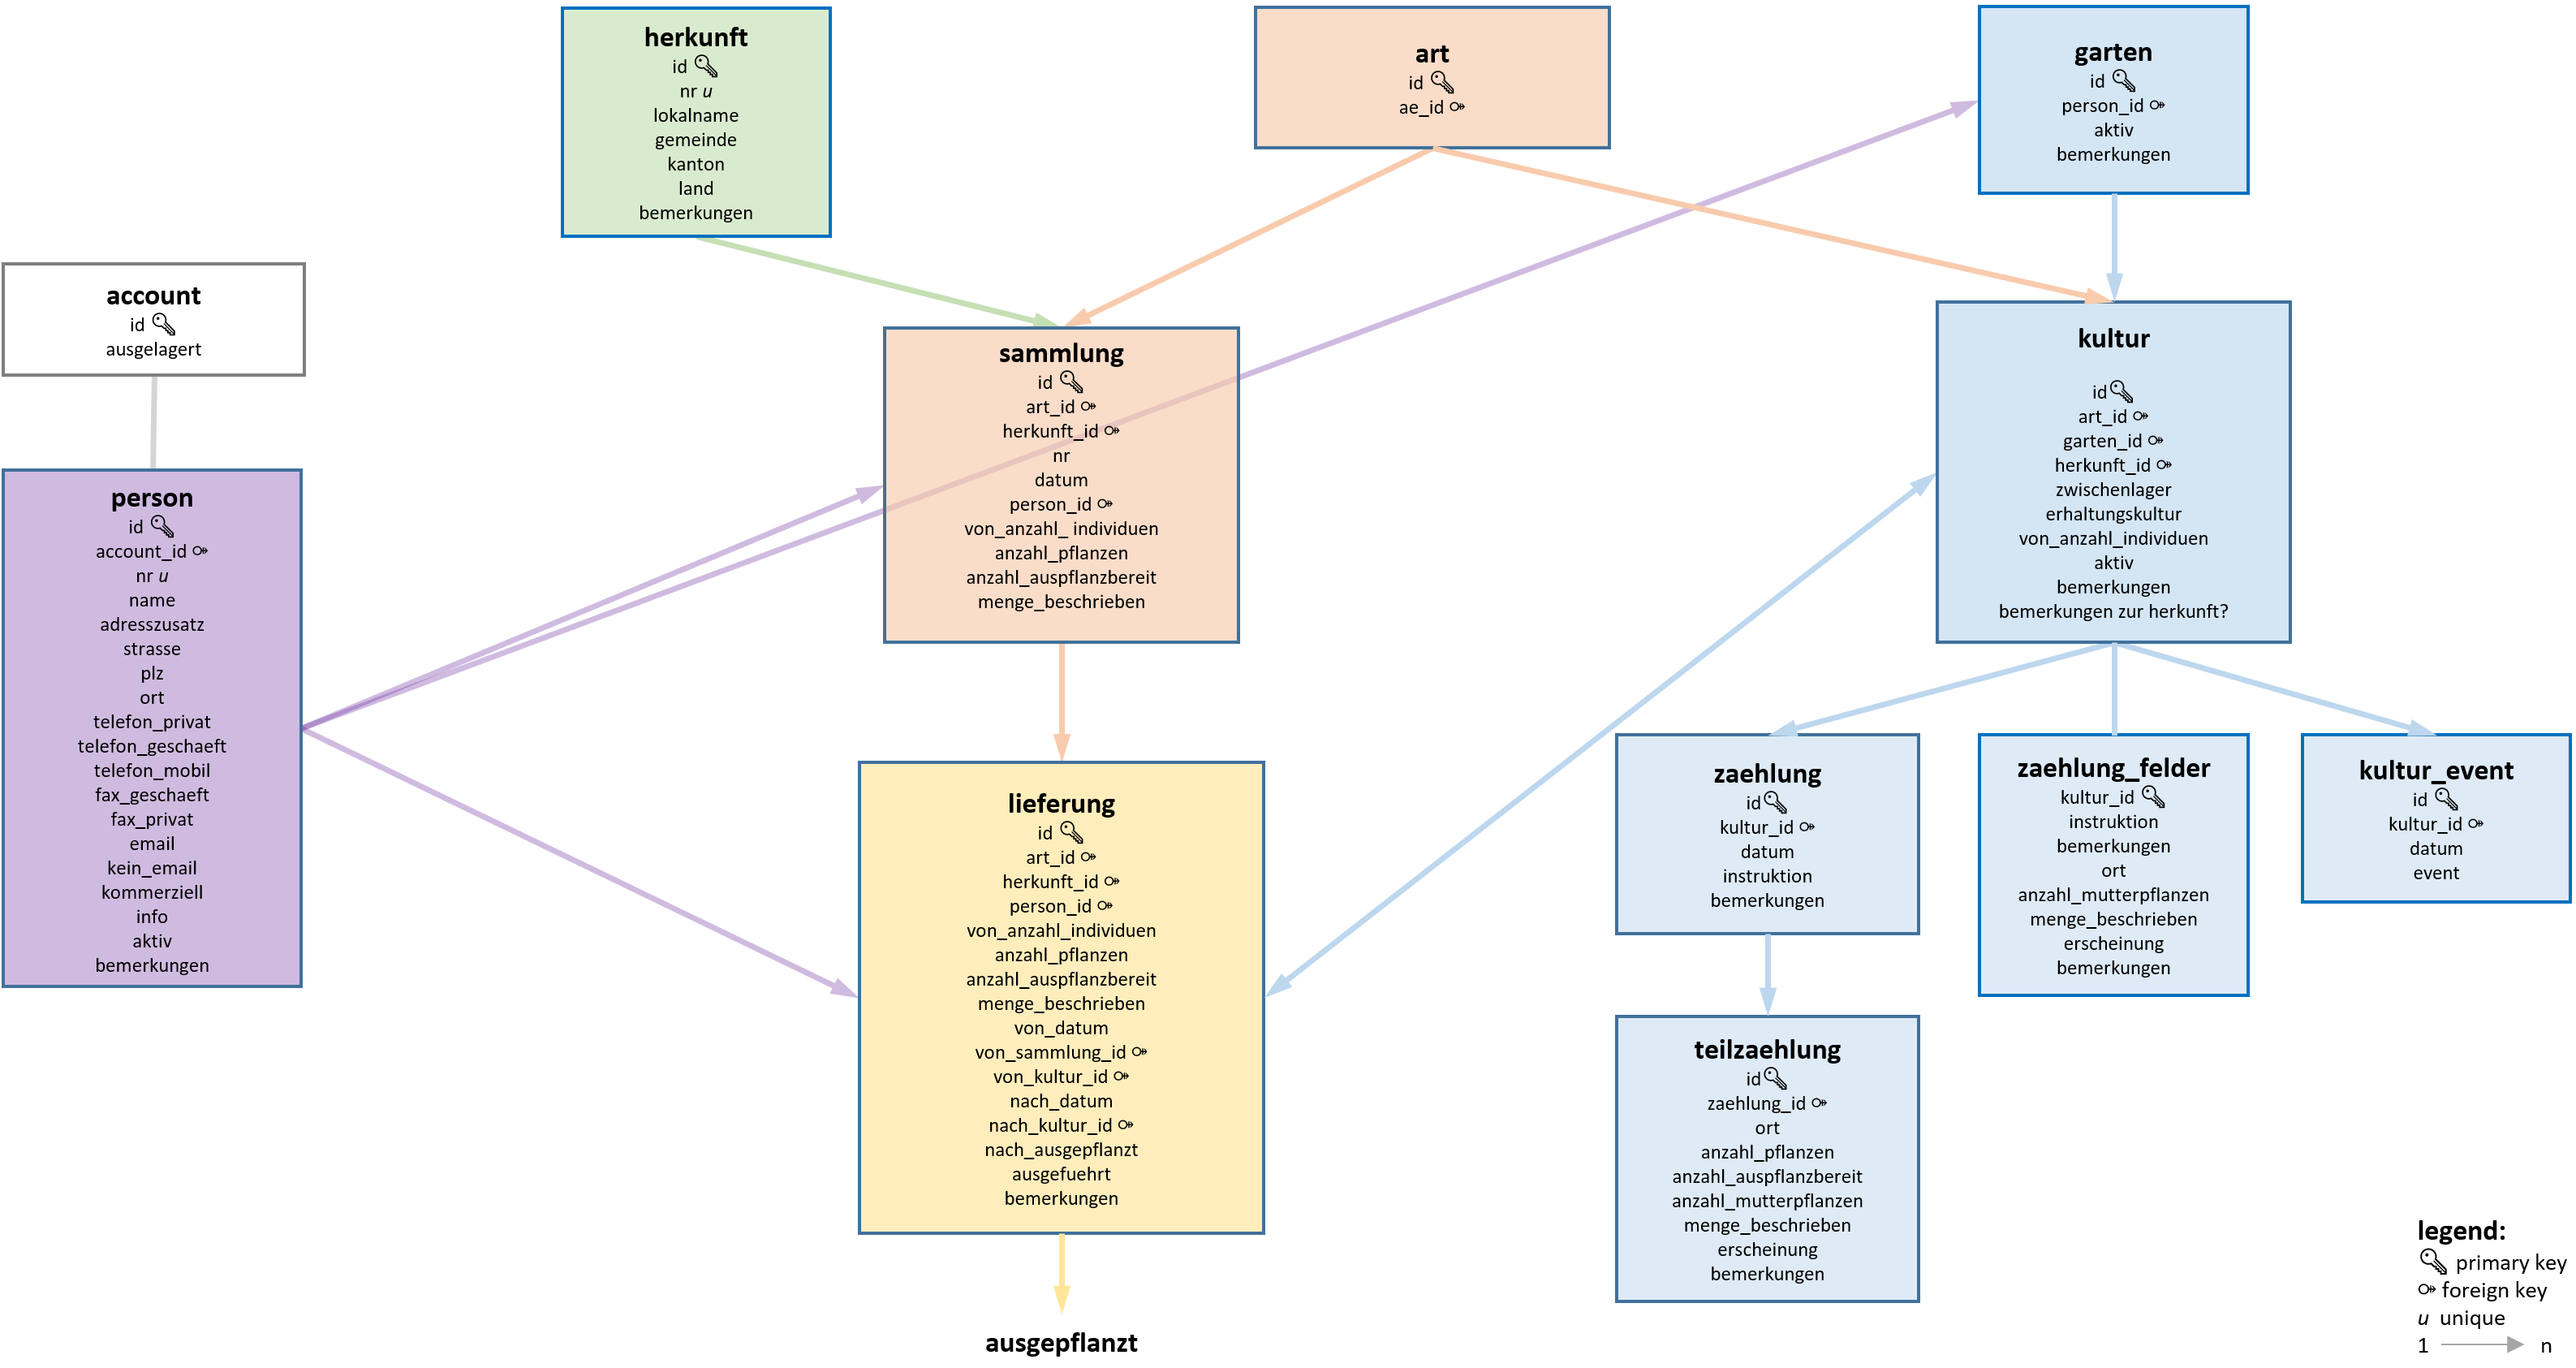 herkunft
id
nr u
lokalname
gemeinde
kanton
land
bemerkungen
art
id
ae_id
garten
id
person_id
aktiv
bemerkungen
account
id
ausgelagert
person
id
account_id
nr u
name
adresszusatz
strasse
plz
ort
telefon_privat
telefon_geschaeft
telefon_mobil
fax_geschaeft
fax_privat
email
kein_email
kommerziell
info
aktiv
bemerkungen
sammlung
id
art_id
herkunft_id
nr
datum
person_id
von_anzahl_ individuen
anzahl_pflanzen
anzahl_auspflanzbereit
menge_beschrieben
kultur
id
art_id
garten_id
herkunft_id
zwischenlager
erhaltungskultur
von_anzahl_individuen
aktiv
bemerkungen
bemerkungen zur herkunft?
lieferung
id
art_id
herkunft_id
person_id
von_anzahl_individuen
anzahl_pflanzen
anzahl_auspflanzbereit
menge_beschrieben
von_datum
von_sammlung_id
von_kultur_id
nach_datum
nach_kultur_id
nach_ausgepflanzt
ausgefuehrt
bemerkungen
ausgepflanzt
zaehlung
id
kultur_id
datum
instruktion
bemerkungen
zaehlung_felder
kultur_id
instruktion
bemerkungen
ort
anzahl_mutterpflanzen
menge_beschrieben
erscheinung
bemerkungen
kultur_event
id
kultur_id
datum
event
teilzaehlung
id
zaehlung_id
ort
anzahl_pflanzen
anzahl_auspflanzbereit
anzahl_mutterpflanzen
menge_beschrieben
erscheinung
bemerkungen
legend:
primary key
foreign key
u unique
1 n